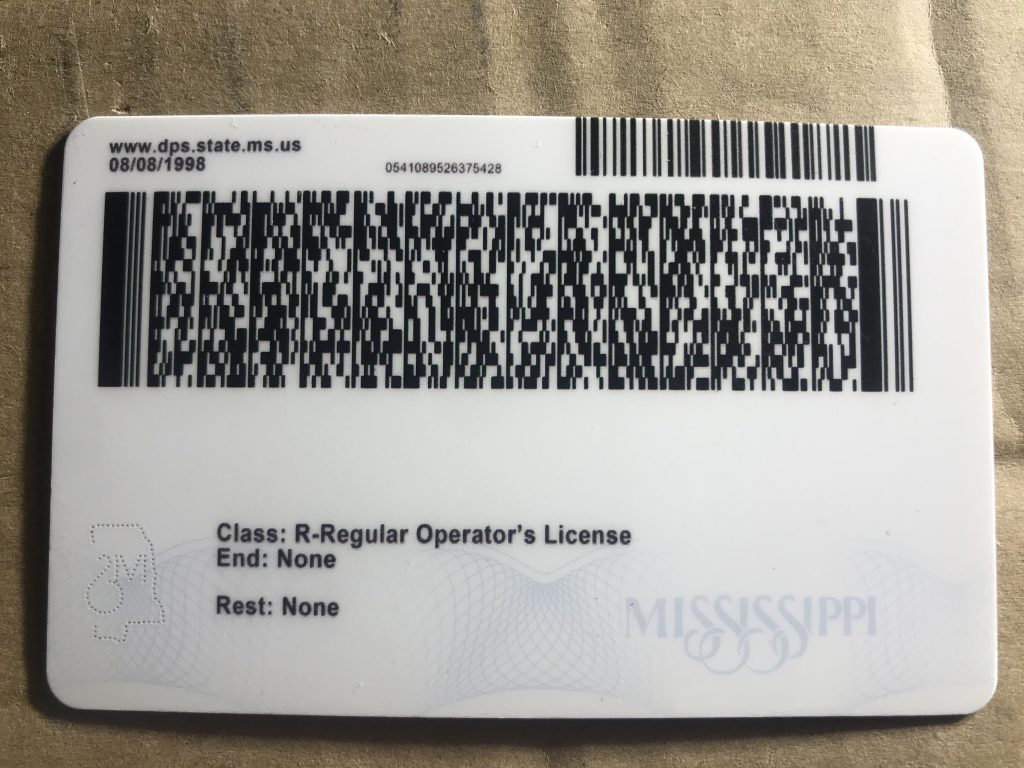 www.dps.state.ms.us
08/08/1998
0541089526375428
Class: R-Regular Operator's License
End: None
Rest: None
MISSISSIPPI